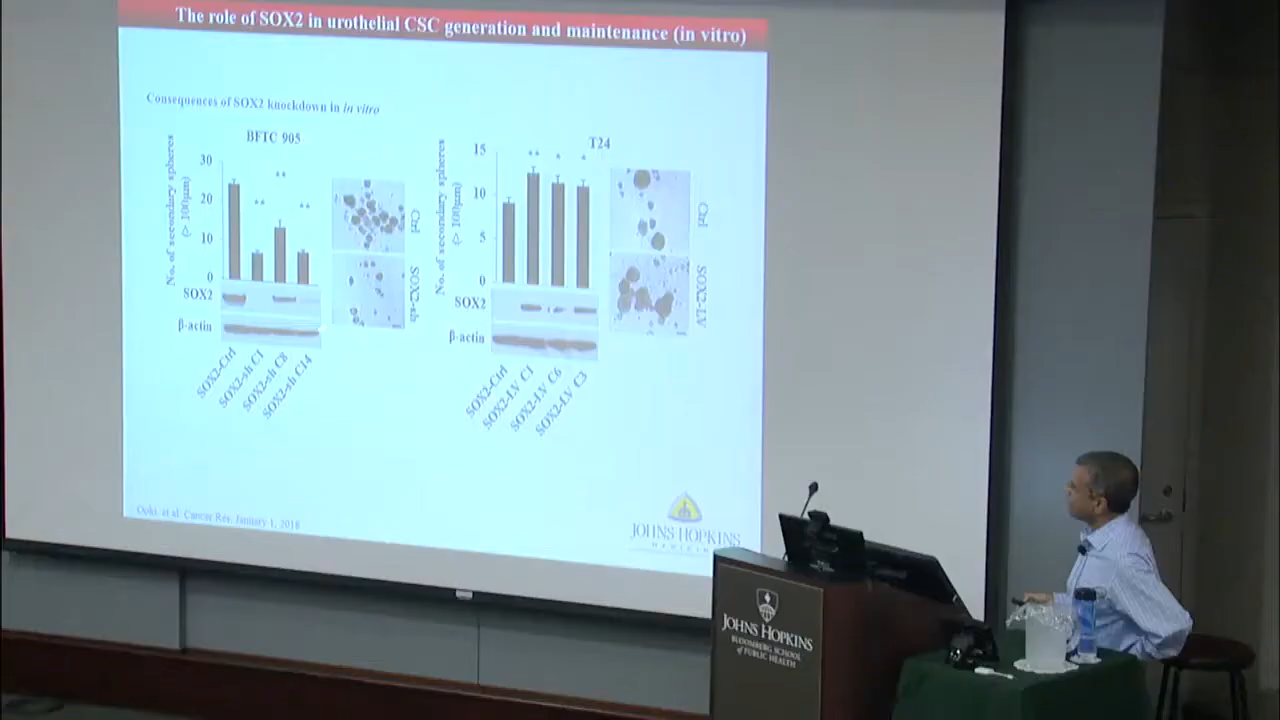 The role of SOX2 in urothelial CSC generation and maintenance (in vitro)
Consequences of SOX2 knockdown in in vitro
BFTC 905
No. of secondary spheres
(> 100μm)
30
20
10
0
Ctrl
SOX2-sh
SOX2
β-actin
SOX2-Ctrl
SOX2-sh C1
SOX2-sh C8
SOX2-sh C14
T24
No. of secondary spheres
(> 100μm)
15
10
5
0
Ctrl
SOX2-LV
SOX2
β-actin
SOX2-Ctrl
SOX2-LV C1
SOX2-LV C6
SOX2-LV C3
Ooki, et al. Cancer Res, January 1, 2018
JOHNS HOPKINS
MEDICINE
JOHNS HOPKINS
BLOOMBERG SCHOOL
of PUBLIC HEALTH